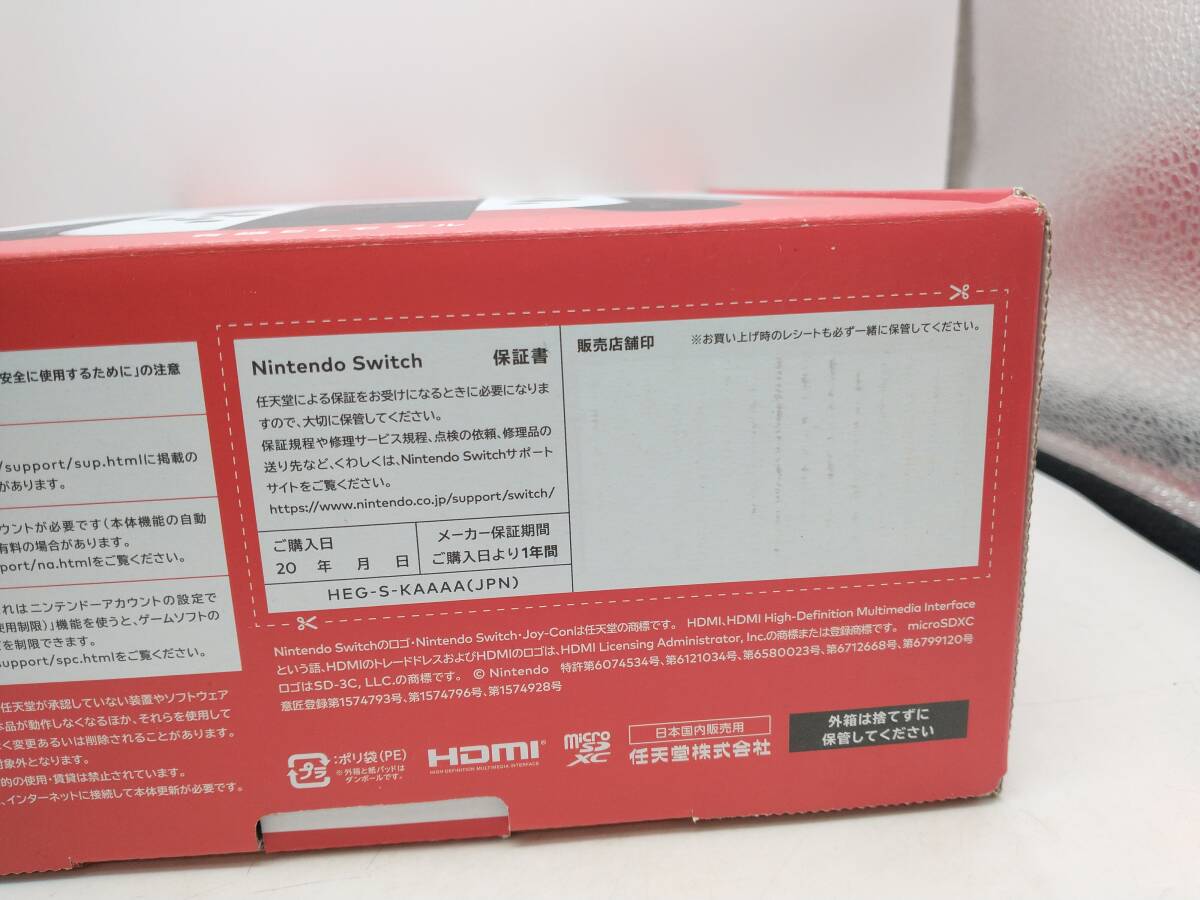 安全に使用するために」の注意
/support/sup.htmlに掲載の
があります。
ウントが必要です(本体機能の自動
有料の場合があります。
port/na.htmlをご覧ください。
れはニンテンドーアカウントの設定で
使用制限)」機能を使うと、ゲームソフトの
を制限できます。
support/spc.htmlをご覧ください。
任天堂が承認していない装置やソフトウェア
本品が動作しなくなるほか、それらを使用して
く変更あるいは削除されることがあります。
対象外となります。
的の使用・賃貸は禁止されています。
、インターネットに接続して本体更新が必要です。
Nintendo Switch 保証書
任天堂による保証をお受けになるときに必要になりま
すので、大切に保管してください。
保証規程や修理サービス規程、点検の依頼、修理品の
送り先など、くわしくは、Nintendo Switchサポート
サイトをご覧ください。
https://www.nintendo.co.jp/support/switch/
ご購入日
20 年 月 日
メーカー保証期間
ご購入日より1年間
HEG-S-KAAAA(JPN)
販売店舗印
※お買い上げ時のレシートも必ず一緒に保管してください。
Nintendo Switchのロゴ・Nintendo Switch・Joy-Conは任天堂の商標です。 HDMI、HDMI High-Definition Multimedia Interface
という語、HDMIのトレードドレスおよびHDMIのロゴは、HDMI Licensing Administrator, Inc.の商標または登録商標です。 microSDXC
ロゴはSD-3C, LLC.の商標です。 © Nintendo 特許第6074534号、第6121034号、第6580023号、第6712668号、第6799120号
意匠登録第1574793号、第1574796号、第1574928号
プラ
:ポリ袋(PE)
※外箱と紙パッドは
ダンボールです。
HDMI®
HIGH DEFINITION MULTIMEDIA INTERFACE
micro
SD
XC
日本国内販売用
任天堂株式会社
外箱は捨てずに
保管してください